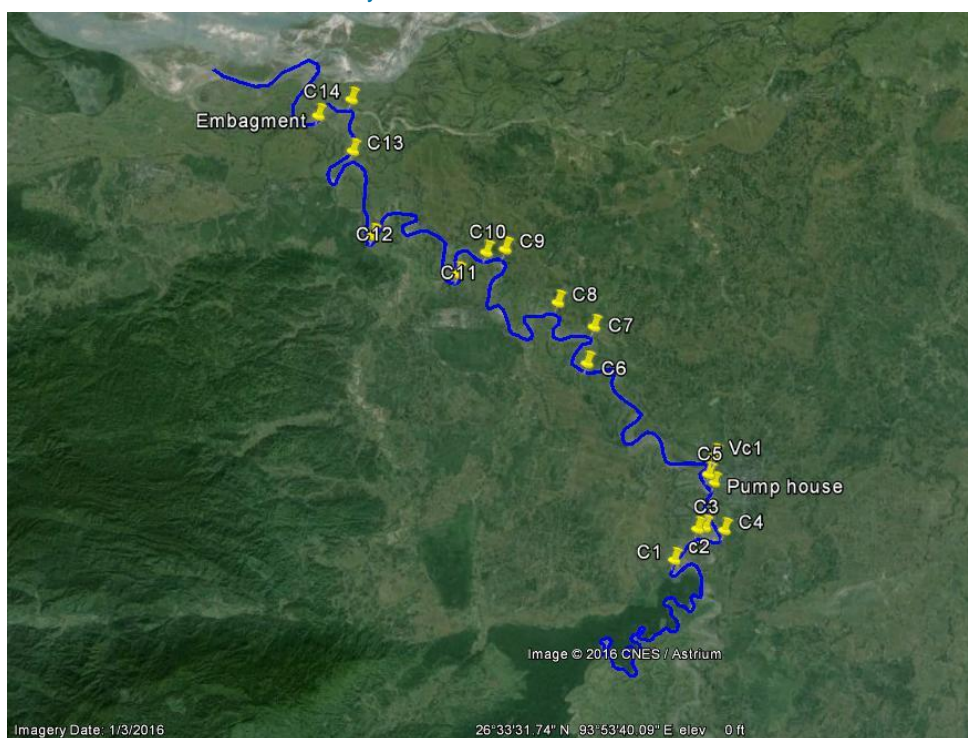 C14
Embagment
C13
C12
C10
C9
C11
C8
C7
C6
C5
Vc1
Pump house
C3
C4
c2
C1
Image © 2016 CNES / Astrium
Imagery Date: 1/3/2016
26°33'31.74" N 93°53'40.09" E elev 0 ft